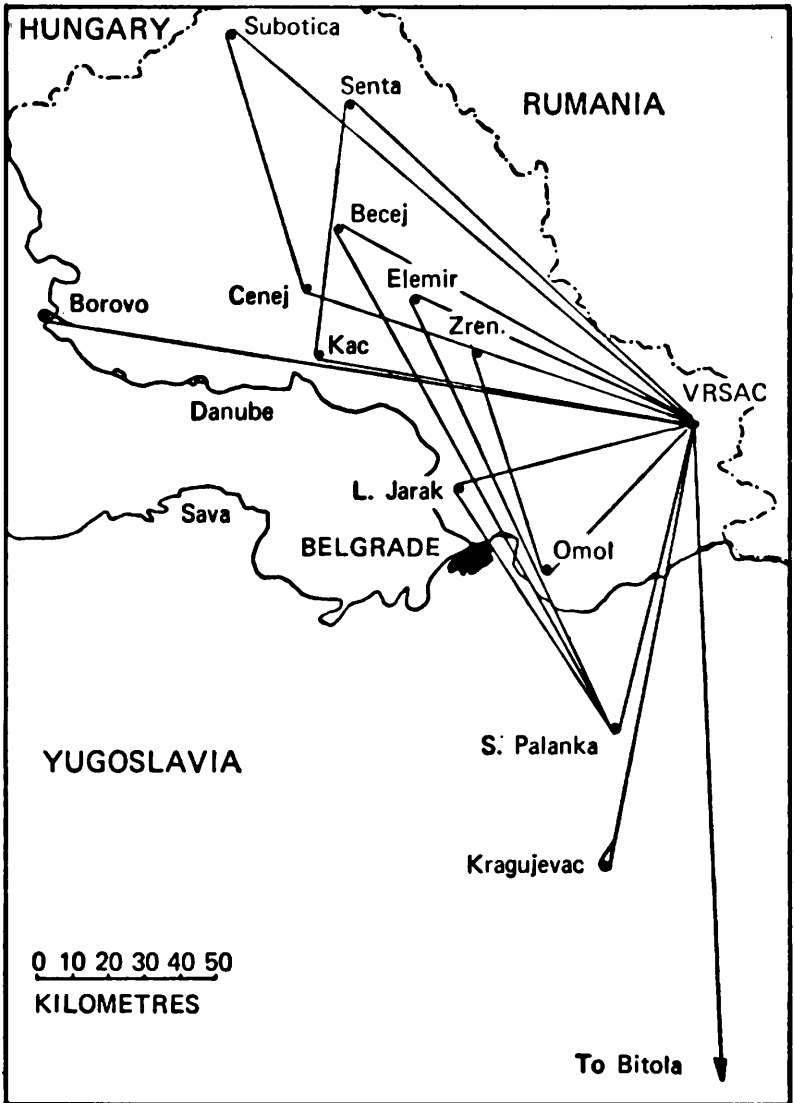 HUNGARY
Subotica
Senta
RUMANIA
Becej
Elemir
Cenej
Borovo
Zren.
Kac
VRSAC
Danube
L. Jarak
Sava
BELGRADE
Omol
S. Palanka
YUGOSLAVIA
Kragujevac
0 10 20 30 40 50
KILOMETRES
To Bitola